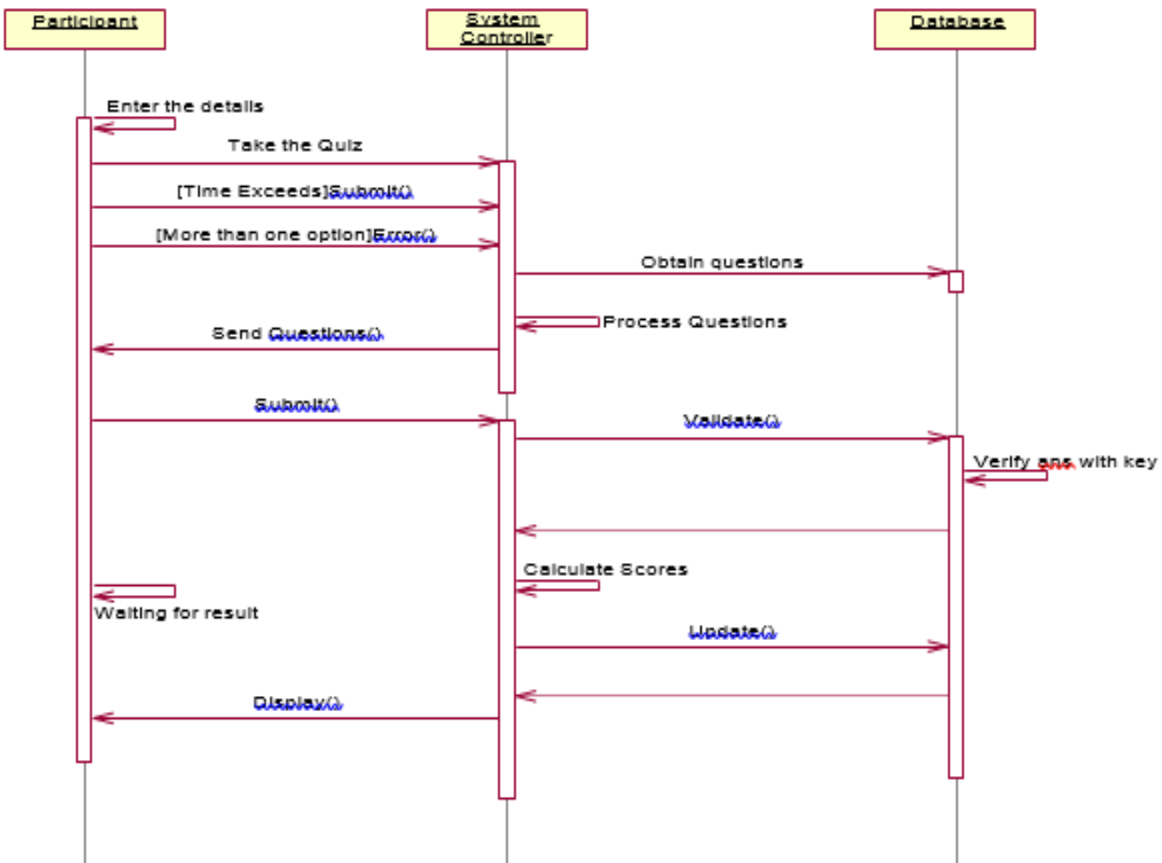 Participant
System
Controller
Database
Enter the details
Take the Quiz
[Time Exceeds]Submit()
[More than one option]Error()
Obtain questions
Process Questions
Send Questions()
Submit()
Validate()
Verify ans with key
Calculate Scores
Waiting for result
Update()
Display()